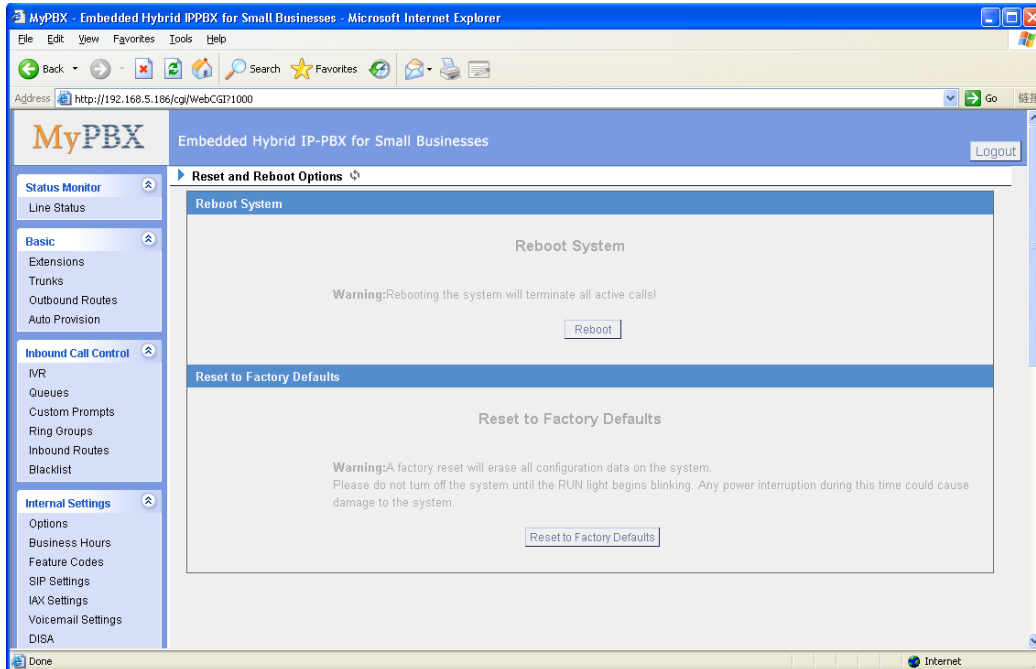 MyPBX - Embedded Hybrid IPPBX for Small Businesses - Microsoft Internet Explorer
File Edit View Favorites Tools Help
Back Search Favorites
Address http://192.168.5.186/cgi/WebCGI?1000 Go 链接
MyPBX
Embedded Hybrid IP-PBX for Small Businesses
Logout
Status Monitor
Line Status
Basic
Extensions
Trunks
Outbound Routes
Auto Provision
Inbound Call Control
IVR
Queues
Custom Prompts
Ring Groups
Inbound Routes
Blacklist
Internal Settings
Options
Business Hours
Feature Codes
SIP Settings
IAX Settings
Voicemail Settings
DISA
Reset and Reboot Options
Reboot System
Reboot System
Warning:Rebooting the system will terminate all active calls!
Reboot
Reset to Factory Defaults
Reset to Factory Defaults
Warning:A factory reset will erase all configuration data on the system.
Please do not turn off the system until the RUN light begins blinking. Any power interruption during this time could cause
damage to the system.
Reset to Factory Defaults
Done Internet